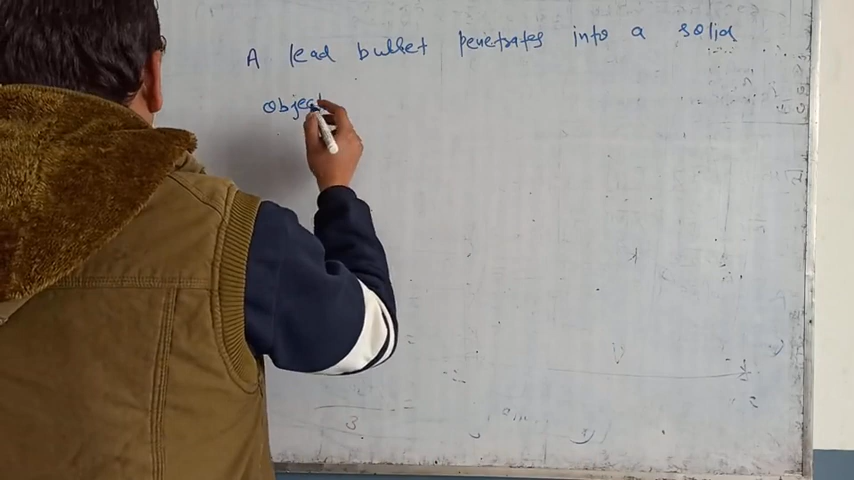 A lead bullet penetrates into a solid
object